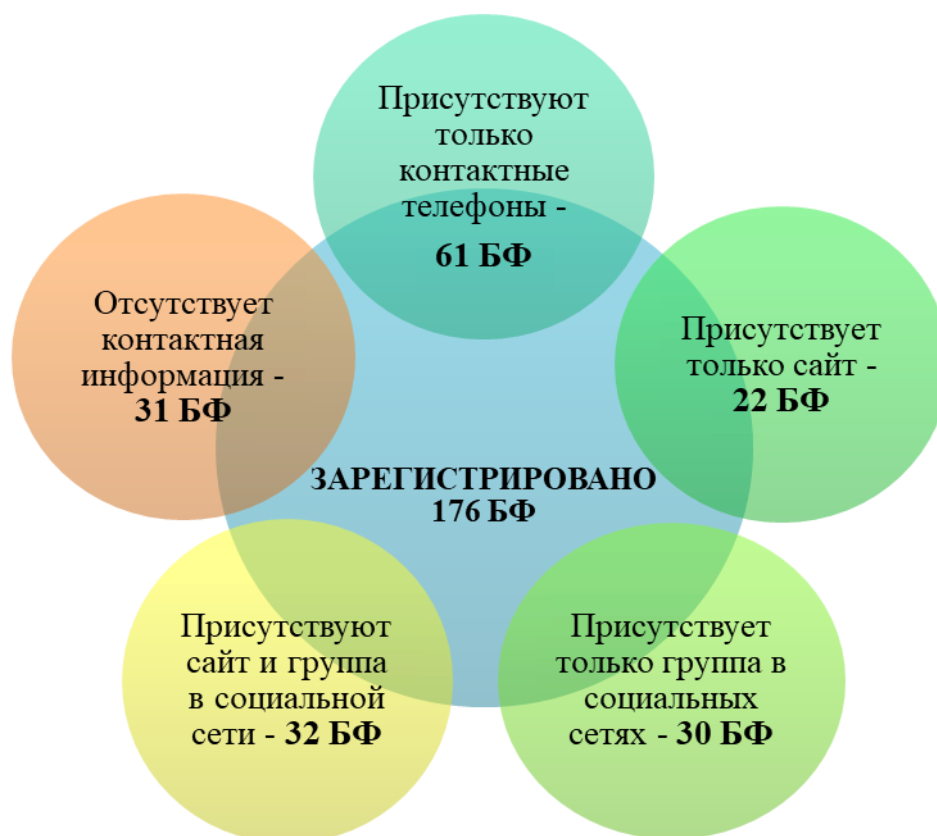 Присутствуют
только
контактные
телефоны -
61 БФ
Отсутствует
контактная
информация -
31 БФ
Присутствует
только сайт -
22 БФ
ЗАРЕГИСТРИРОВАНО
176 БФ
Присутствуют
сайт и группа
в социальной
сети - 32 БФ
Присутствует
только группа в
социальных
сетях - 30 БФ